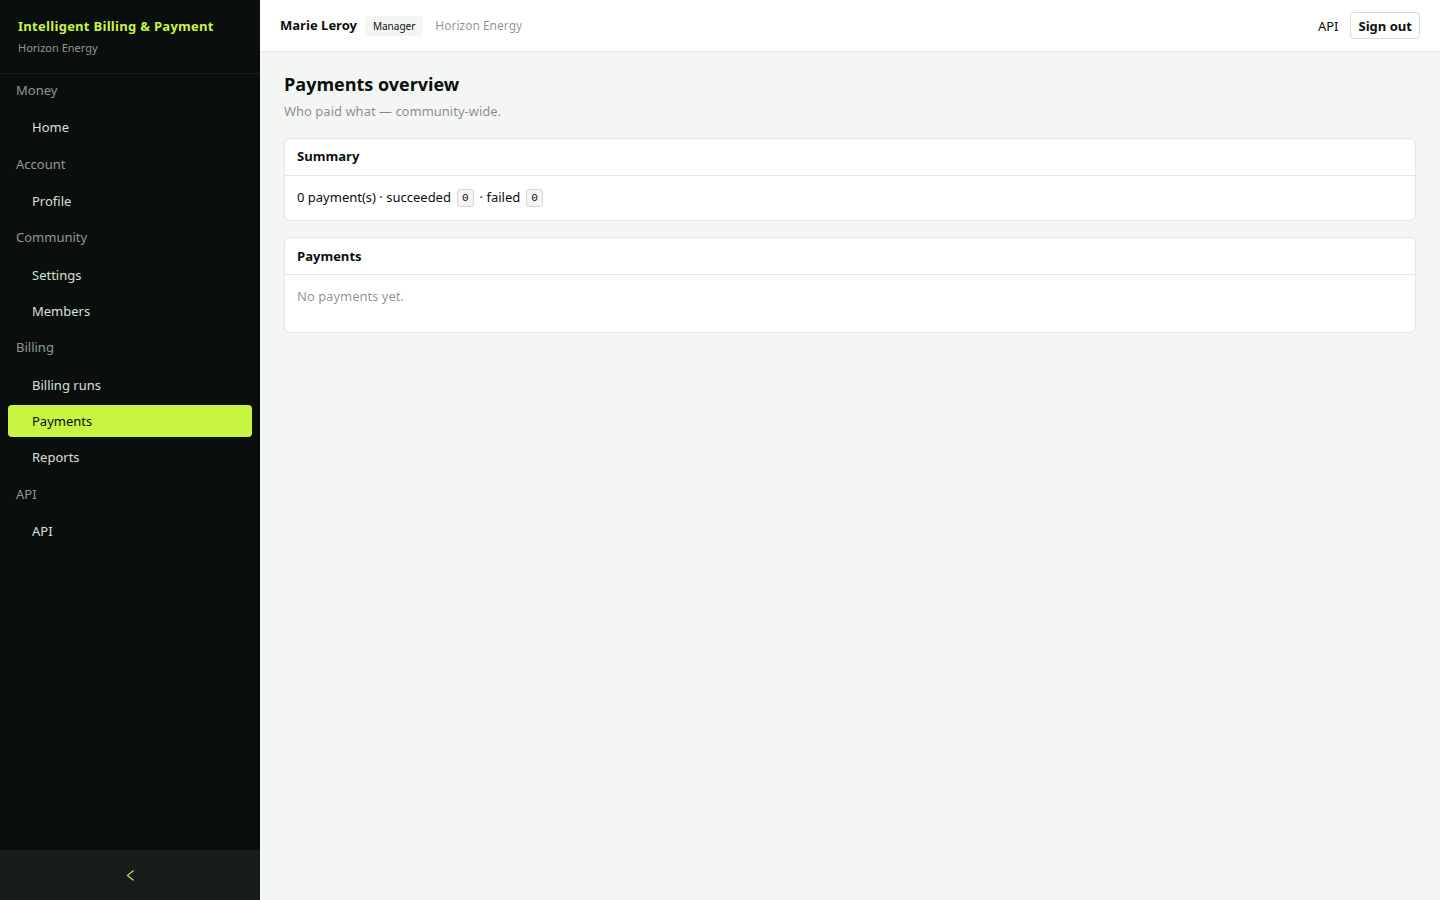 Intelligent Billing & Payment
Horizon Energy
Money
Home
Account
Profile
Community
Settings
Members
Billing
Billing runs
Payments
Reports
API
API
Marie Leroy Manager Horizon Energy
API Sign out
Payments overview
Who paid what — community-wide.
Summary
0 payment(s) · succeeded 0 · failed 0
Payments
No payments yet.